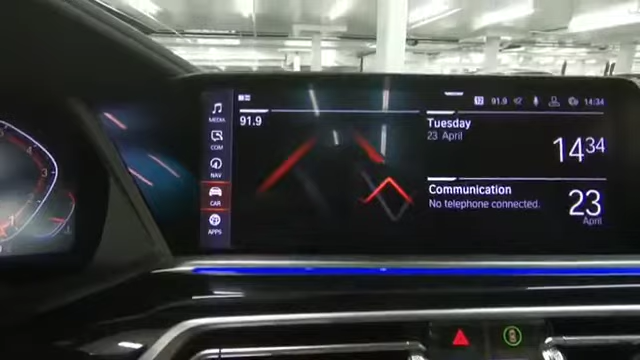 MEDIA
COM
NAV
CAR
APPS
91.9
91.9
14:34
Tuesday
23 April
14 34
Communication
No telephone connected.
23
April